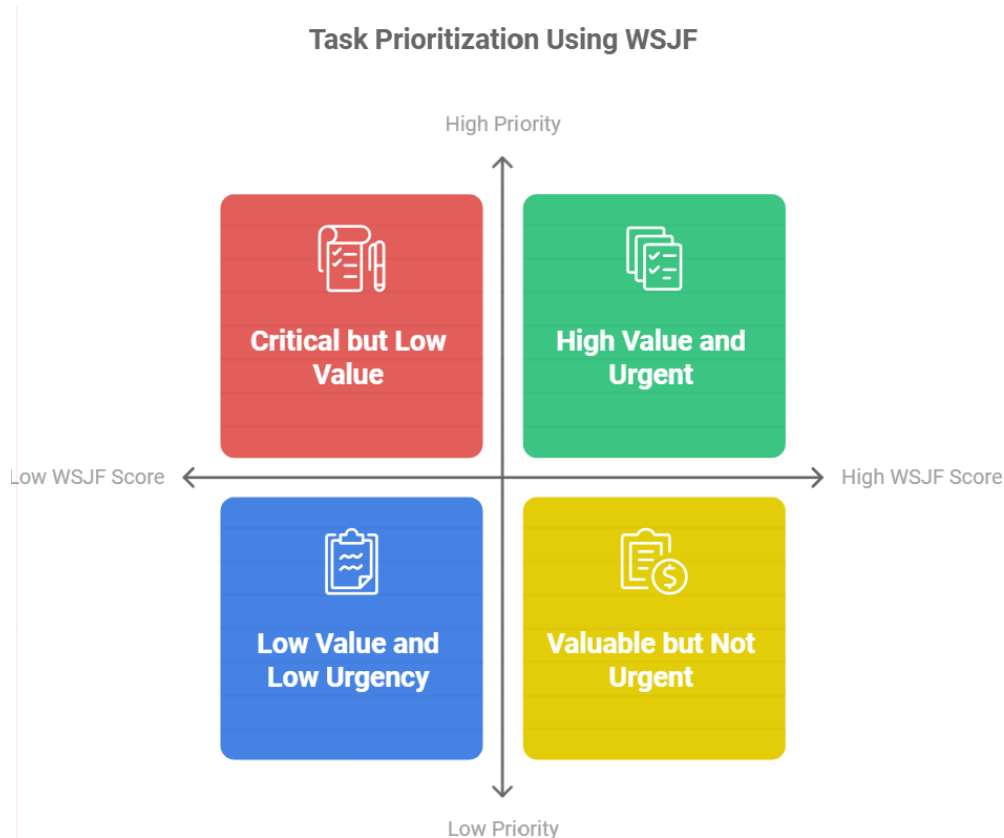 Task Prioritization Using WSJF
High Priority
Critical but Low
Value
High Value and
Urgent
Low WSJF Score
High WSJF Score
Low Value and
Low Urgency
Valuable but Not
Urgent
Low Priority